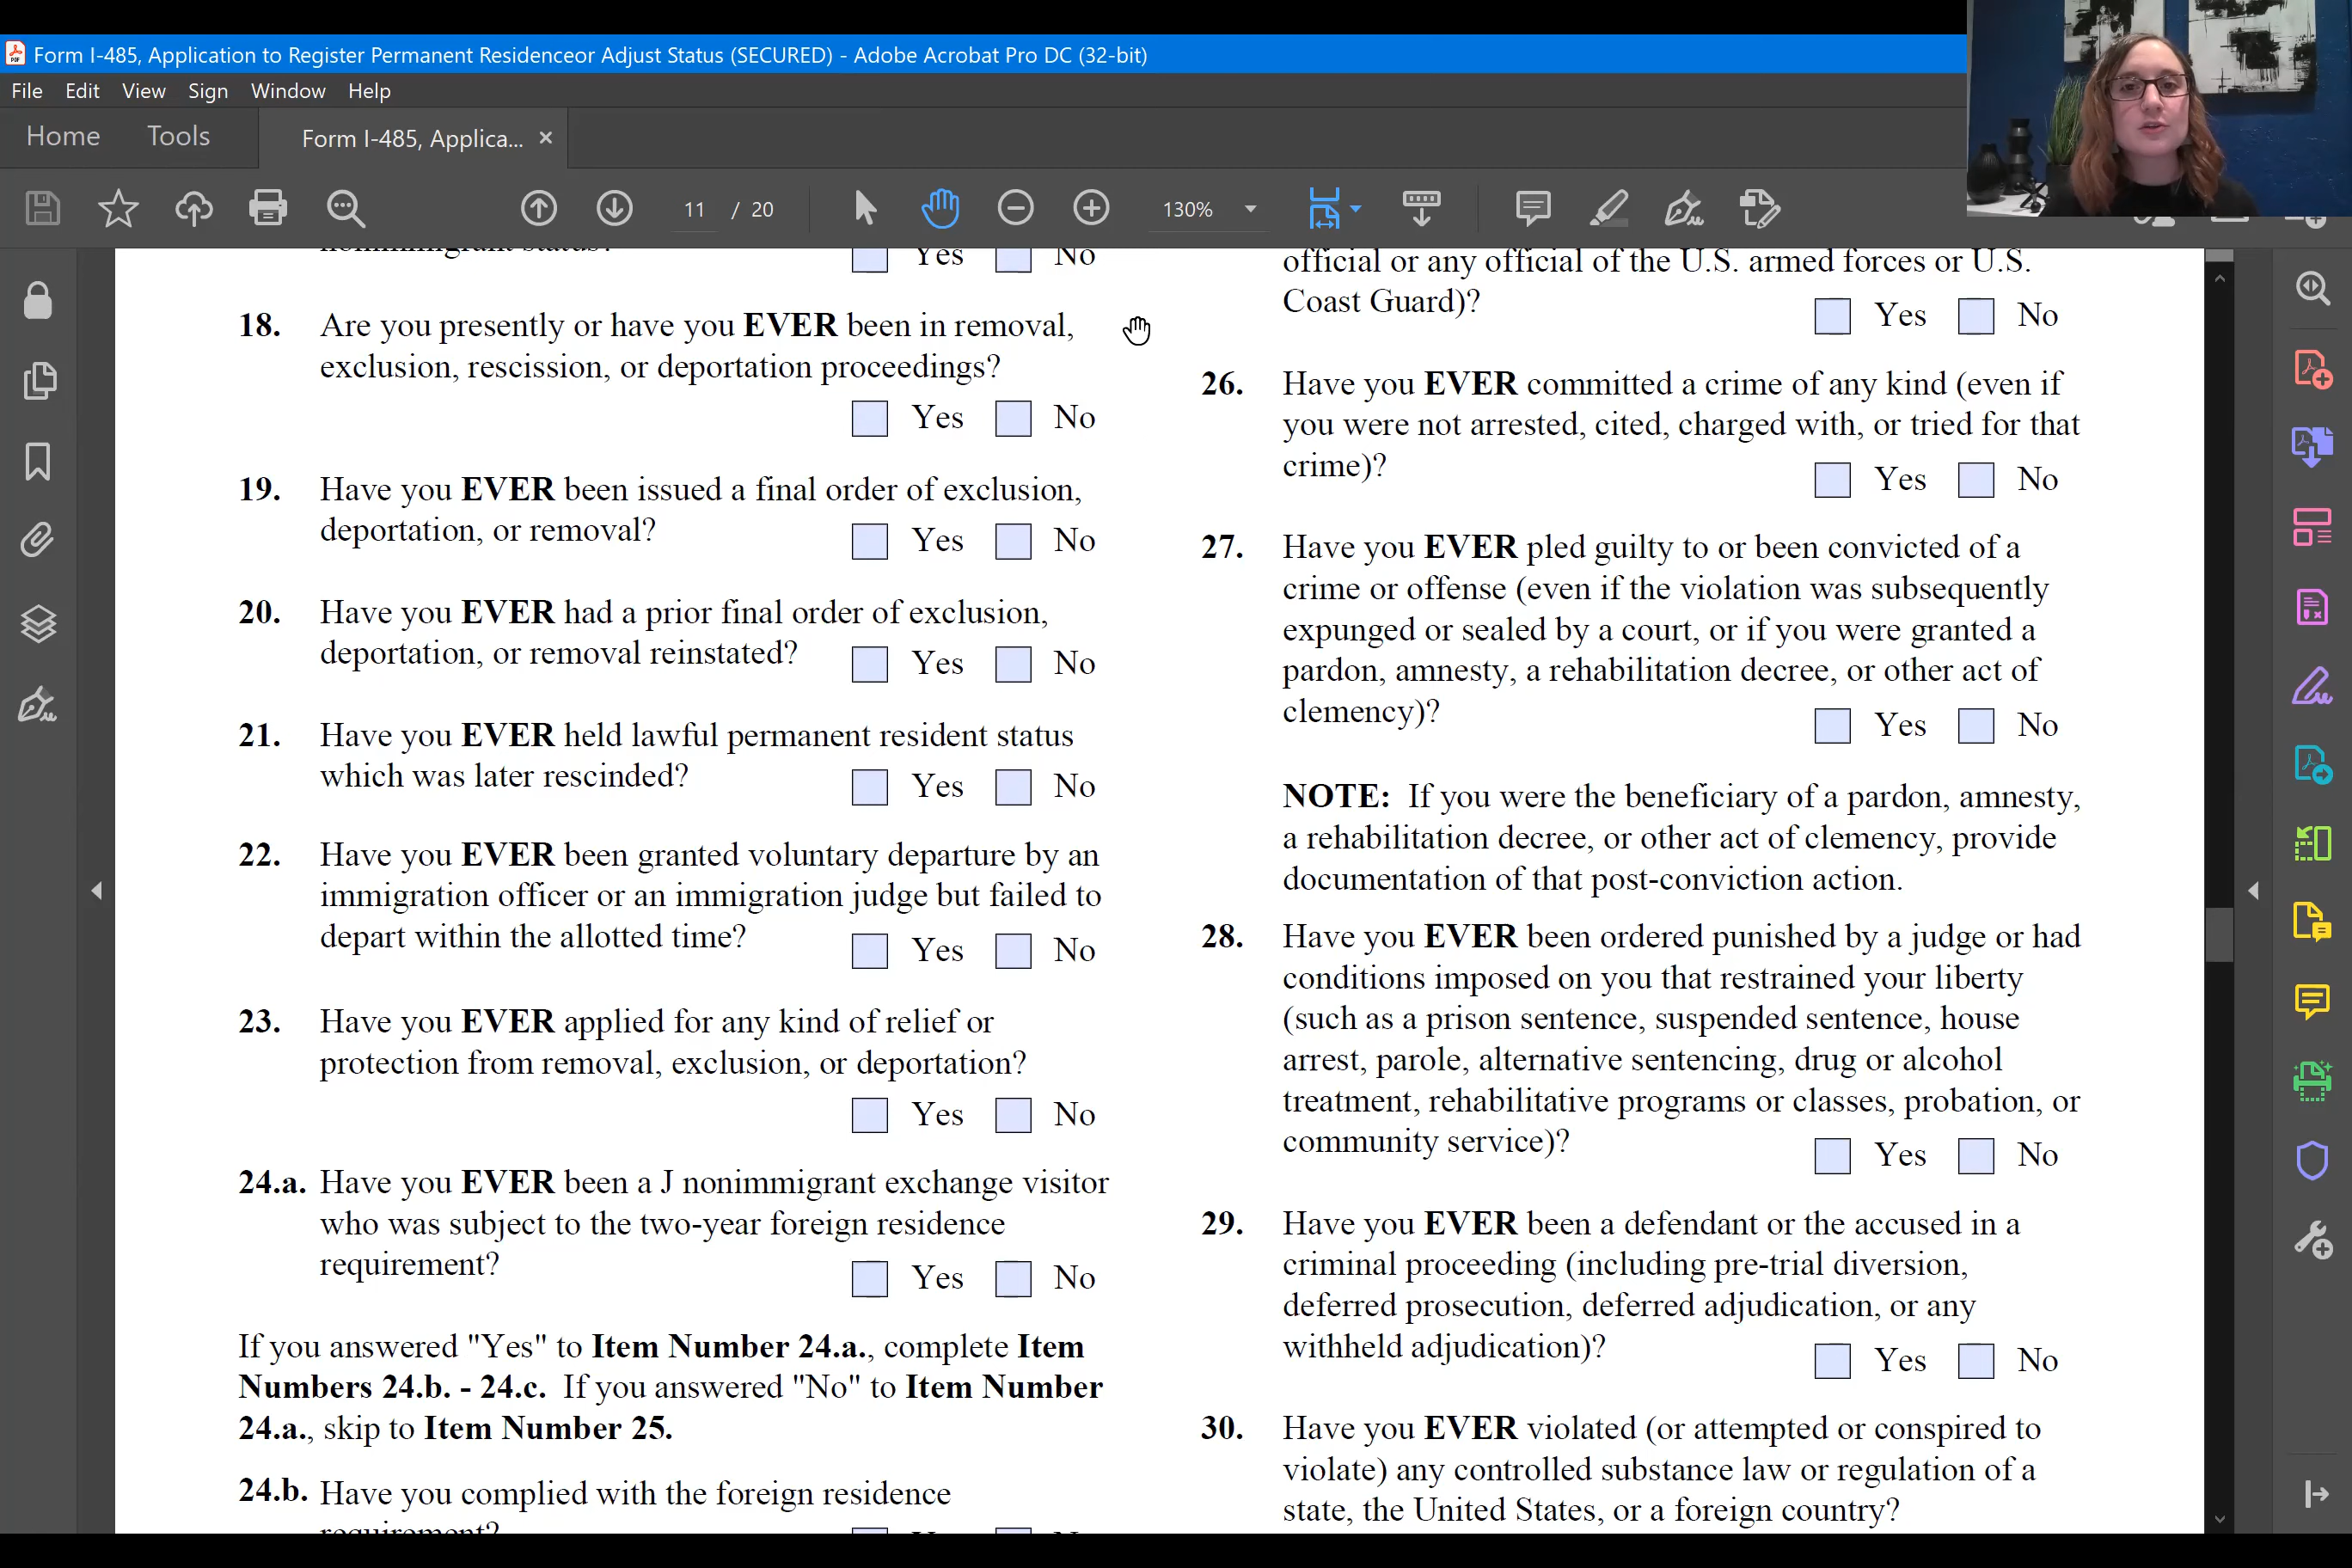 Form I-485, Application to Register Permanent Residenceor Adjust Status (SECURED) - Adobe Acrobat Pro DC (32-bit)
File Edit View Sign Window Help
Home Tools Form I-485, Applica... ×
11 / 20 130%
nonimmigrant status? Yes No
18. Are you presently or have you EVER been in removal,
exclusion, rescission, or deportation proceedings?
Yes No
19. Have you EVER been issued a final order of exclusion,
deportation, or removal? Yes No
20. Have you EVER had a prior final order of exclusion,
deportation, or removal reinstated? Yes No
21. Have you EVER held lawful permanent resident status
which was later rescinded? Yes No
22. Have you EVER been granted voluntary departure by an
immigration officer or an immigration judge but failed to
depart within the allotted time? Yes No
23. Have you EVER applied for any kind of relief or
protection from removal, exclusion, or deportation?
Yes No
24.a. Have you EVER been a J nonimmigrant exchange visitor
who was subject to the two-year foreign residence
requirement? Yes No
If you answered "Yes" to Item Number 24.a., complete Item
Numbers 24.b. - 24.c. If you answered "No" to Item Number
24.a., skip to Item Number 25.
24.b. Have you complied with the foreign residence
requirement?
official or any official of the U.S. armed forces or U.S.
Coast Guard)? Yes No
26. Have you EVER committed a crime of any kind (even if
you were not arrested, cited, charged with, or tried for that
crime)? Yes No
27. Have you EVER pled guilty to or been convicted of a
crime or offense (even if the violation was subsequently
expunged or sealed by a court, or if you were granted a
pardon, amnesty, a rehabilitation decree, or other act of
clemency)? Yes No
NOTE: If you were the beneficiary of a pardon, amnesty,
a rehabilitation decree, or other act of clemency, provide
documentation of that post-conviction action.
28. Have you EVER been ordered punished by a judge or had
conditions imposed on you that restrained your liberty
(such as a prison sentence, suspended sentence, house
arrest, parole, alternative sentencing, drug or alcohol
treatment, rehabilitative programs or classes, probation, or
community service)? Yes No
29. Have you EVER been a defendant or the accused in a
criminal proceeding (including pre-trial diversion,
deferred prosecution, deferred adjudication, or any
withheld adjudication)? Yes No
30. Have you EVER violated (or attempted or conspired to
violate) any controlled substance law or regulation of a
state, the United States, or a foreign country?